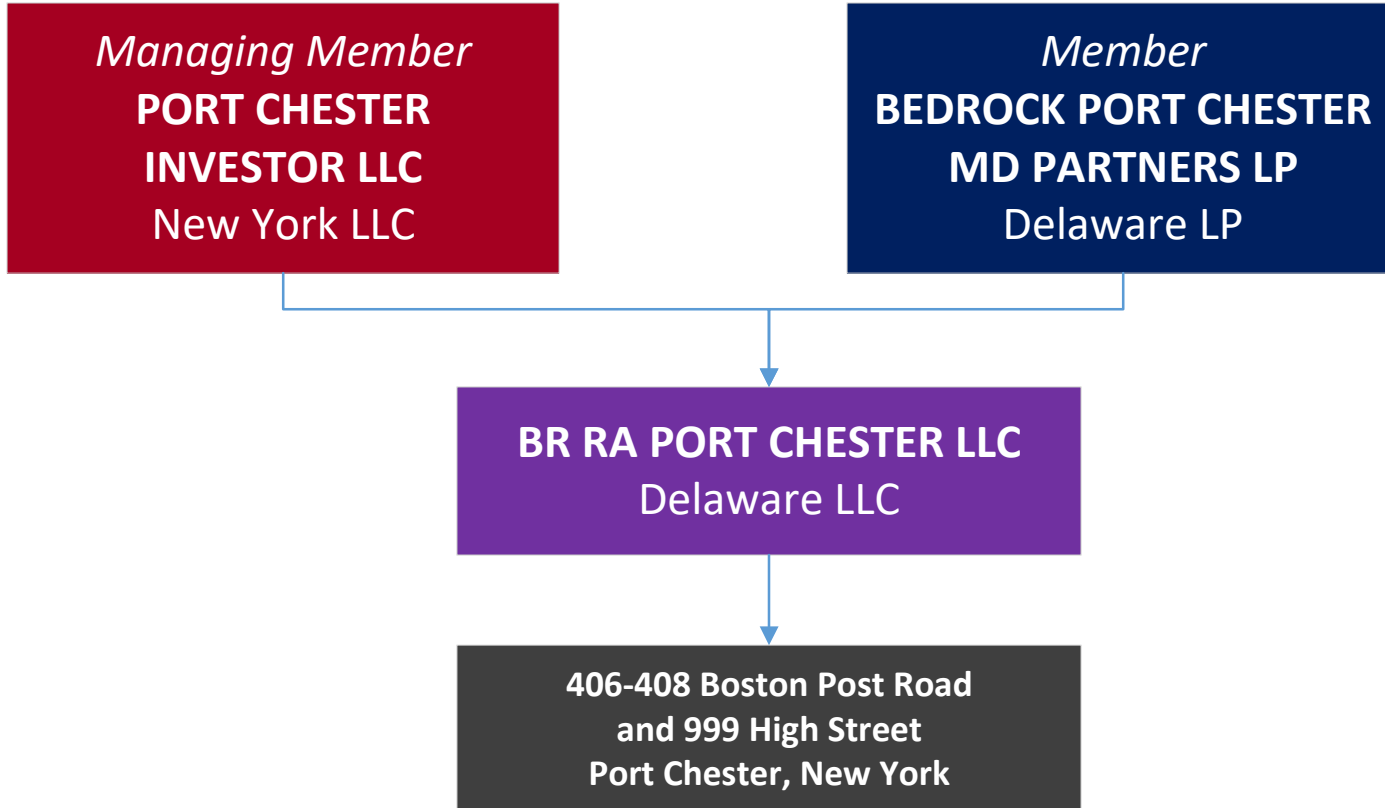 Managing Member
PORT CHESTER
INVESTOR LLC
New York LLC
Member
BEDROCK PORT CHESTER
MD PARTNERS LP
Delaware LP
BR RA PORT CHESTER LLC
Delaware LLC
406-408 Boston Post Road
and 999 High Street
Port Chester, New York